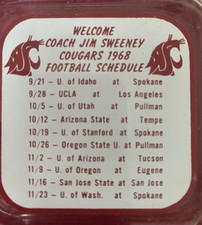 WELCOME
COACH JIM SWEENEY
COUGARS 1968
FOOTBALL SCHEDULE
9/21 - U. of Idaho at Spokane
9/28 - UCLA at Los Angeles
10/5 - U. of Utah at Pullman
10/12 - Arizona State at Tempe
10/19 - U. of Stanford at Spokane
10/26 - Oregon State U. at Pullman
11/2 - U. of Arizona at Tucson
11/9 - U. of Oregon at Eugene
11/16 - San Jose State at San Jose
11/23 - U. of Wash. at Spokane